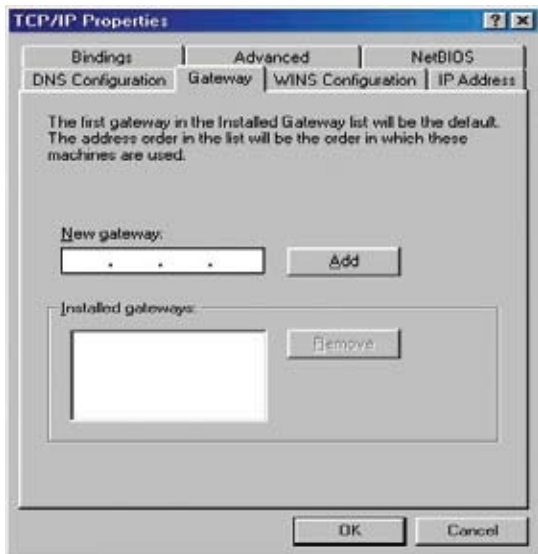 TCP/IP Properties
Bindings Advanced NetBIOS
DNS Configuration Gateway WINS Configuration IP Address
The first gateway in the Installed Gateway list will be the default.
The address order in the list will be the order in which these
machines are used.
New gateway:
. . .
Add
Installed gateways:
Remove
OK Cancel